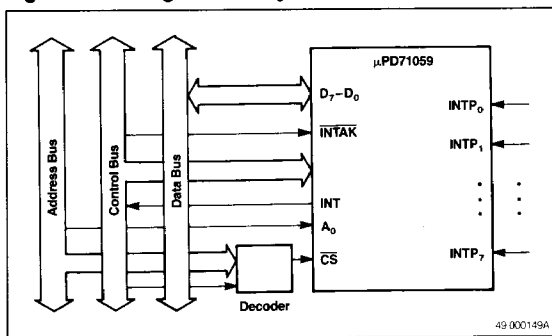 μPD71059
Address Bus
Control Bus
Data Bus
D₇–D₀
INTAK
INT
A₀
CS
Decoder
INTP₀
INTP₁
INTP₇
49 000149A